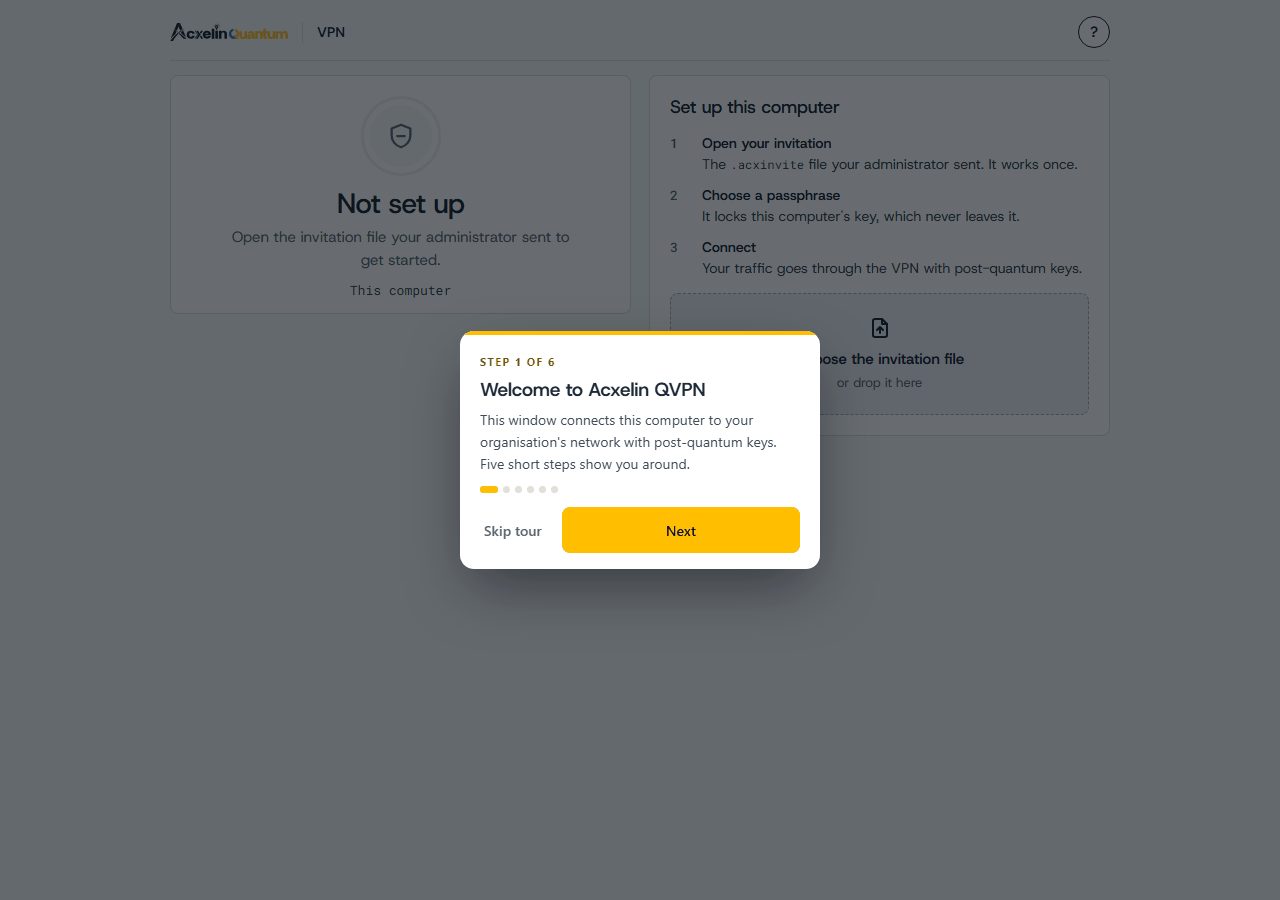 Acxelin Quantum
VPN
?
Not set up
Open the invitation file your administrator sent to
get started.
This computer
Set up this computer
1 Open your invitation
The .acxinvite file your administrator sent. It works once.
2 Choose a passphrase
It locks this computer's key, which never leaves it.
3 Connect
Your traffic goes through the VPN with post-quantum keys.
the invitation file
or drop it here
STEP 1 OF 6
Welcome to Acxelin QVPN
This window connects this computer to your
organisation's network with post-quantum keys.
Five short steps show you around.
Skip tour
Next